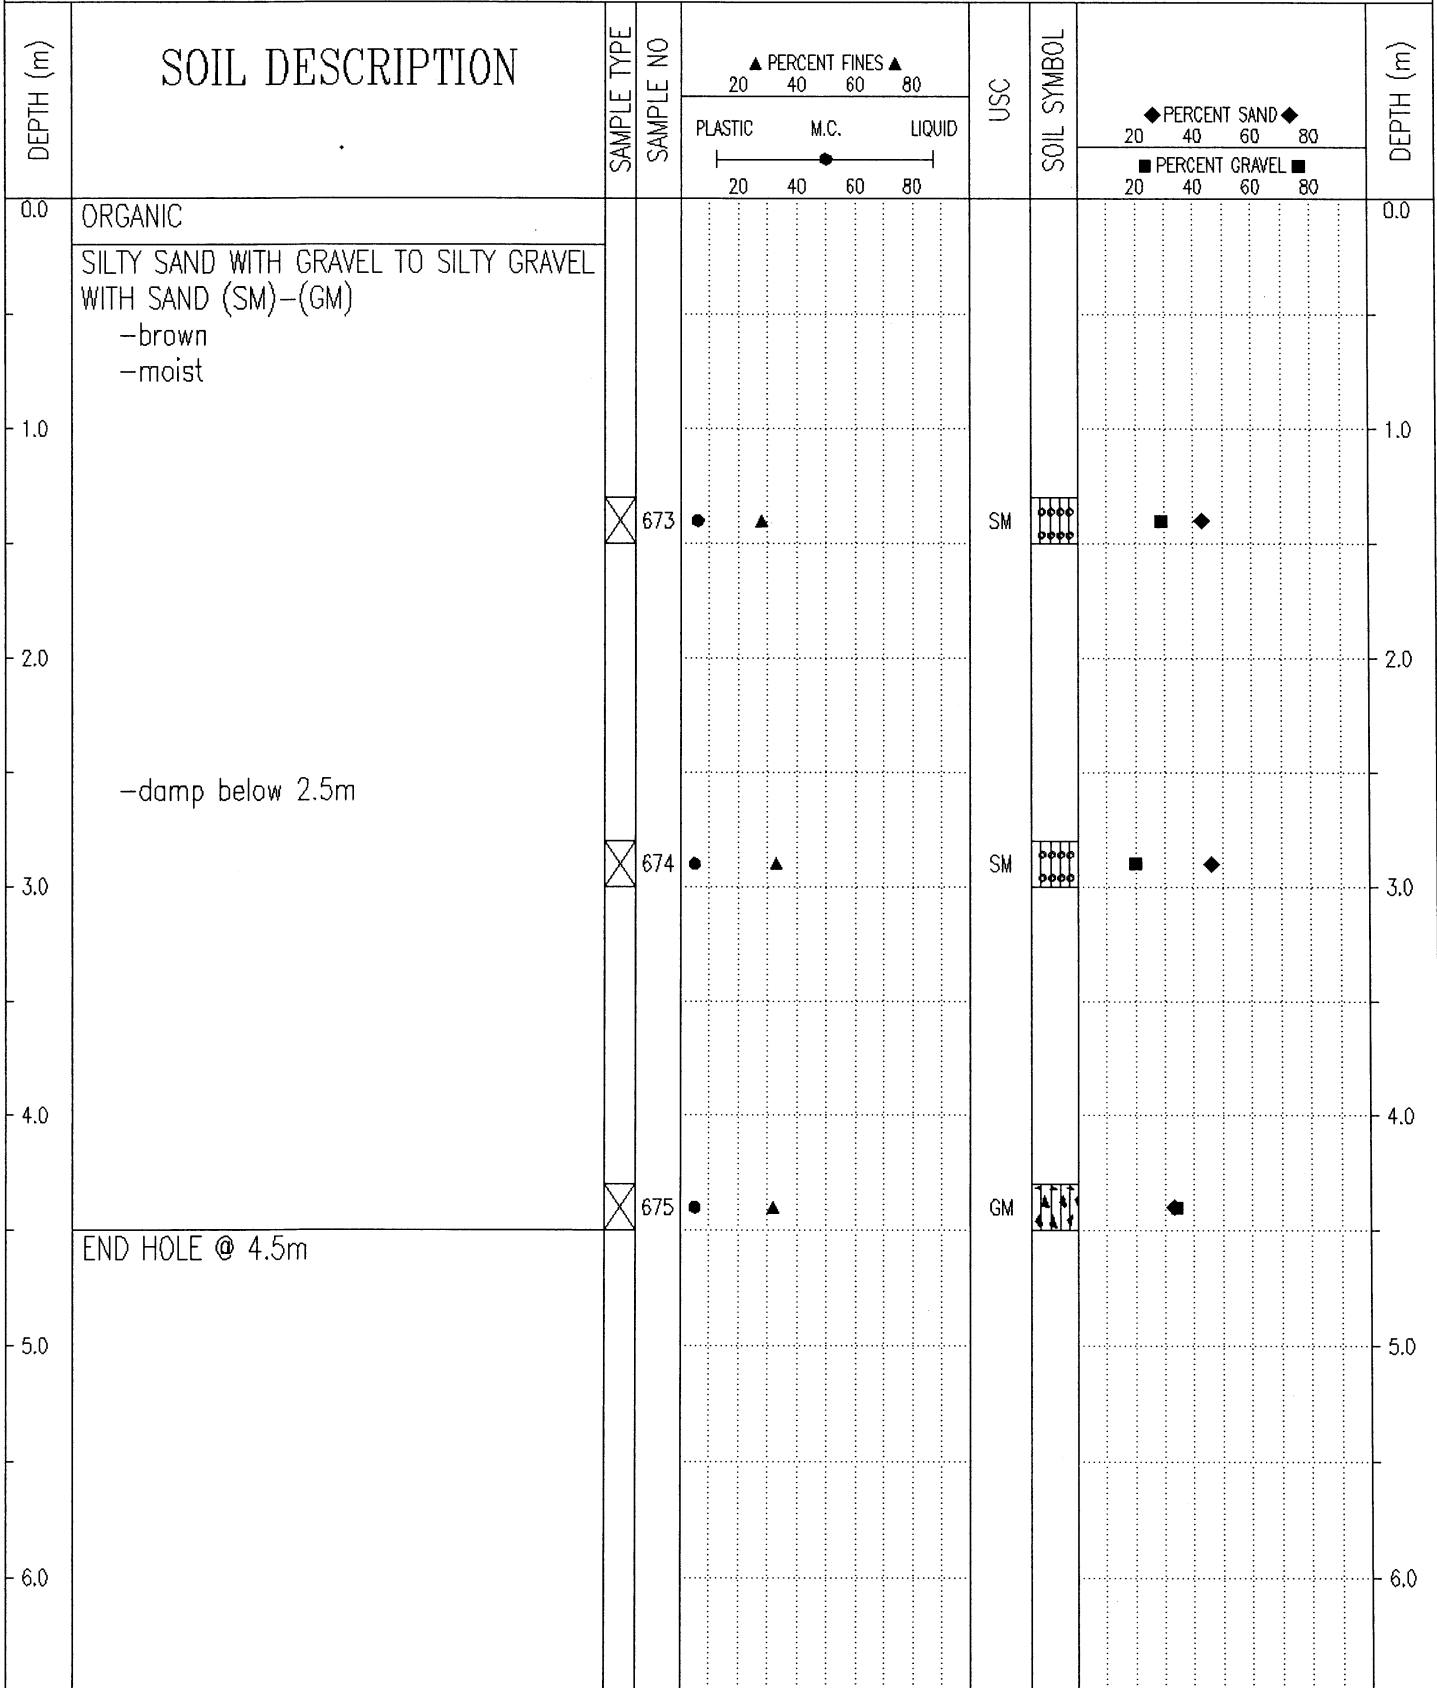 DEPTH (m)
SOIL DESCRIPTION
SAMPLE TYPE
SAMPLE NO
▲ PERCENT FINES ▲
20 40 60 80
PLASTIC M.C. LIQUID
20 40 60 80
USC
SOIL SYMBOL
◆ PERCENT SAND ◆
20 40 60 80
■ PERCENT GRAVEL ■
20 40 60 80
DEPTH (m)
0.0 ORGANIC 0.0
SILTY SAND WITH GRAVEL TO SILTY GRAVEL
WITH SAND (SM)-(GM)
-brown
-moist
1.0 1.0
673 SM
2.0 2.0
-damp below 2.5m
674 SM
3.0 3.0
4.0 4.0
675 GM
END HOLE @ 4.5m
5.0 5.0
6.0 6.0